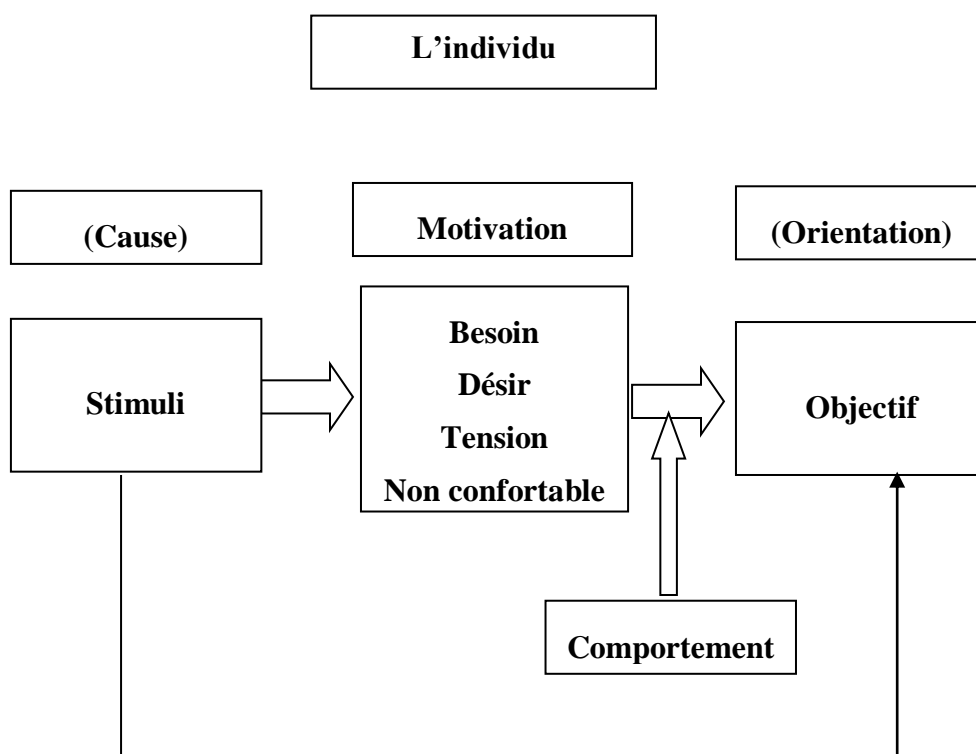 L’individu
(Cause)
Motivation
(Orientation)
Stimuli
Besoin
Désir
Tension
Non confortable
Objectif
Comportement